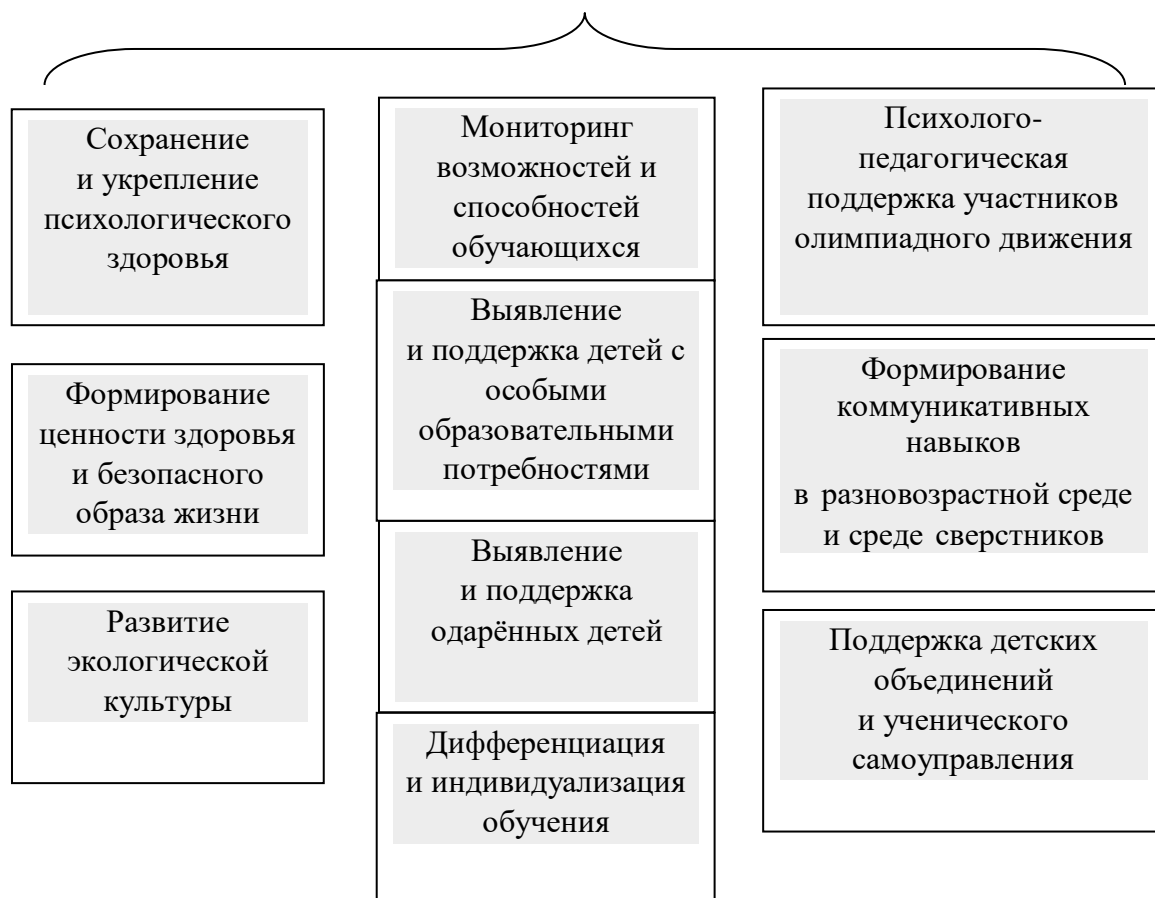 Сохранение
и укрепление
психологического
здоровья
Формирование
ценности здоровья
и безопасного
образа жизни
Развитие
экологической
культуры
Мониторинг
возможностей и
способностей
обучающихся
Выявление
и поддержка детей с
особыми
образовательными
потребностями
Выявление
и поддержка
одарённых детей
Дифференциация
и индивидуализация
обучения
Психолого-
педагогическая
поддержка участников
олимпиадного движения
Формирование
коммуникативных
навыков
в разновозрастной среде
и среде сверстников
Поддержка детских
объединений
и ученического
самоуправления